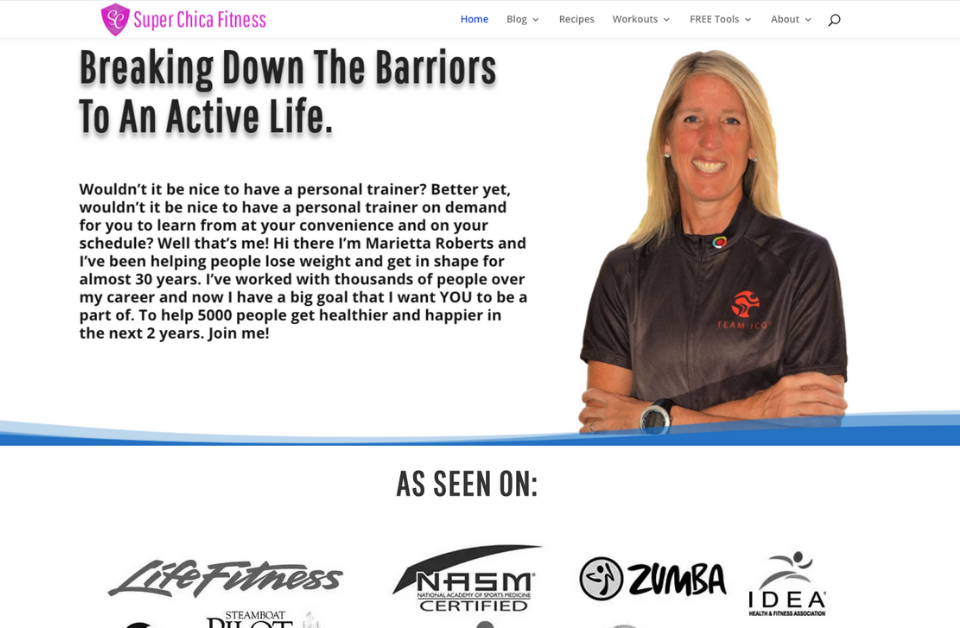 SC Super Chica Fitness
Home Blog Recipes Workouts FREE Tools About
Breaking Down The Barriors
To An Active Life.
Wouldn't it be nice to have a personal trainer? Better yet,
wouldn't it be nice to have a personal trainer on demand
for you to learn from at your convenience and on your
schedule? Well that's me! Hi there I'm Marietta Roberts and
I've been helping people lose weight and get in shape for
almost 30 years. I've worked with thousands of people over
my career and now I have a big goal that I want YOU to be a
part of. To help 5000 people get healthier and happier in
the next 2 years. Join me!
TEAM ICG
AS SEEN ON:
Life Fitness
NASM
NATIONAL ACADEMY OF SPORTS MEDICINE
CERTIFIED
ZUMBA
IDEA
HEALTH & FITNESS ASSOCIATION
STEAMBOAT
PILOT